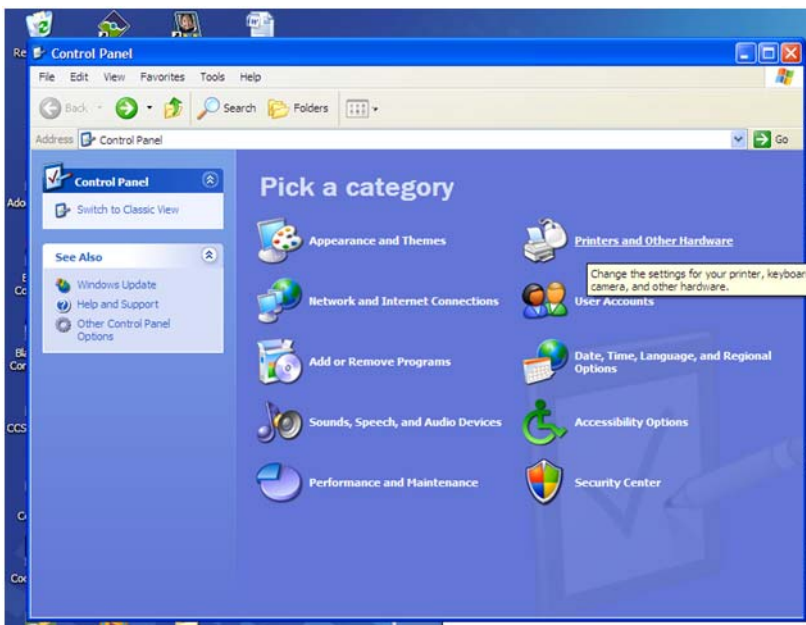 Re
Control Panel
File Edit View Favorites Tools Help
Back Search Folders
Address Control Panel Go
Control Panel
Switch to Classic View
See Also
Windows Update
Help and Support
Other Control Panel
Options
Pick a category
Appearance and Themes
Printers and Other Hardware
Change the settings for your printer, keyboar
camera, and other hardware.
Network and Internet Connections
User Accounts
Add or Remove Programs
Date, Time, Language, and Regional
Options
Sounds, Speech, and Audio Devices
Accessibility Options
Performance and Maintenance
Security Center
Ado
CCS